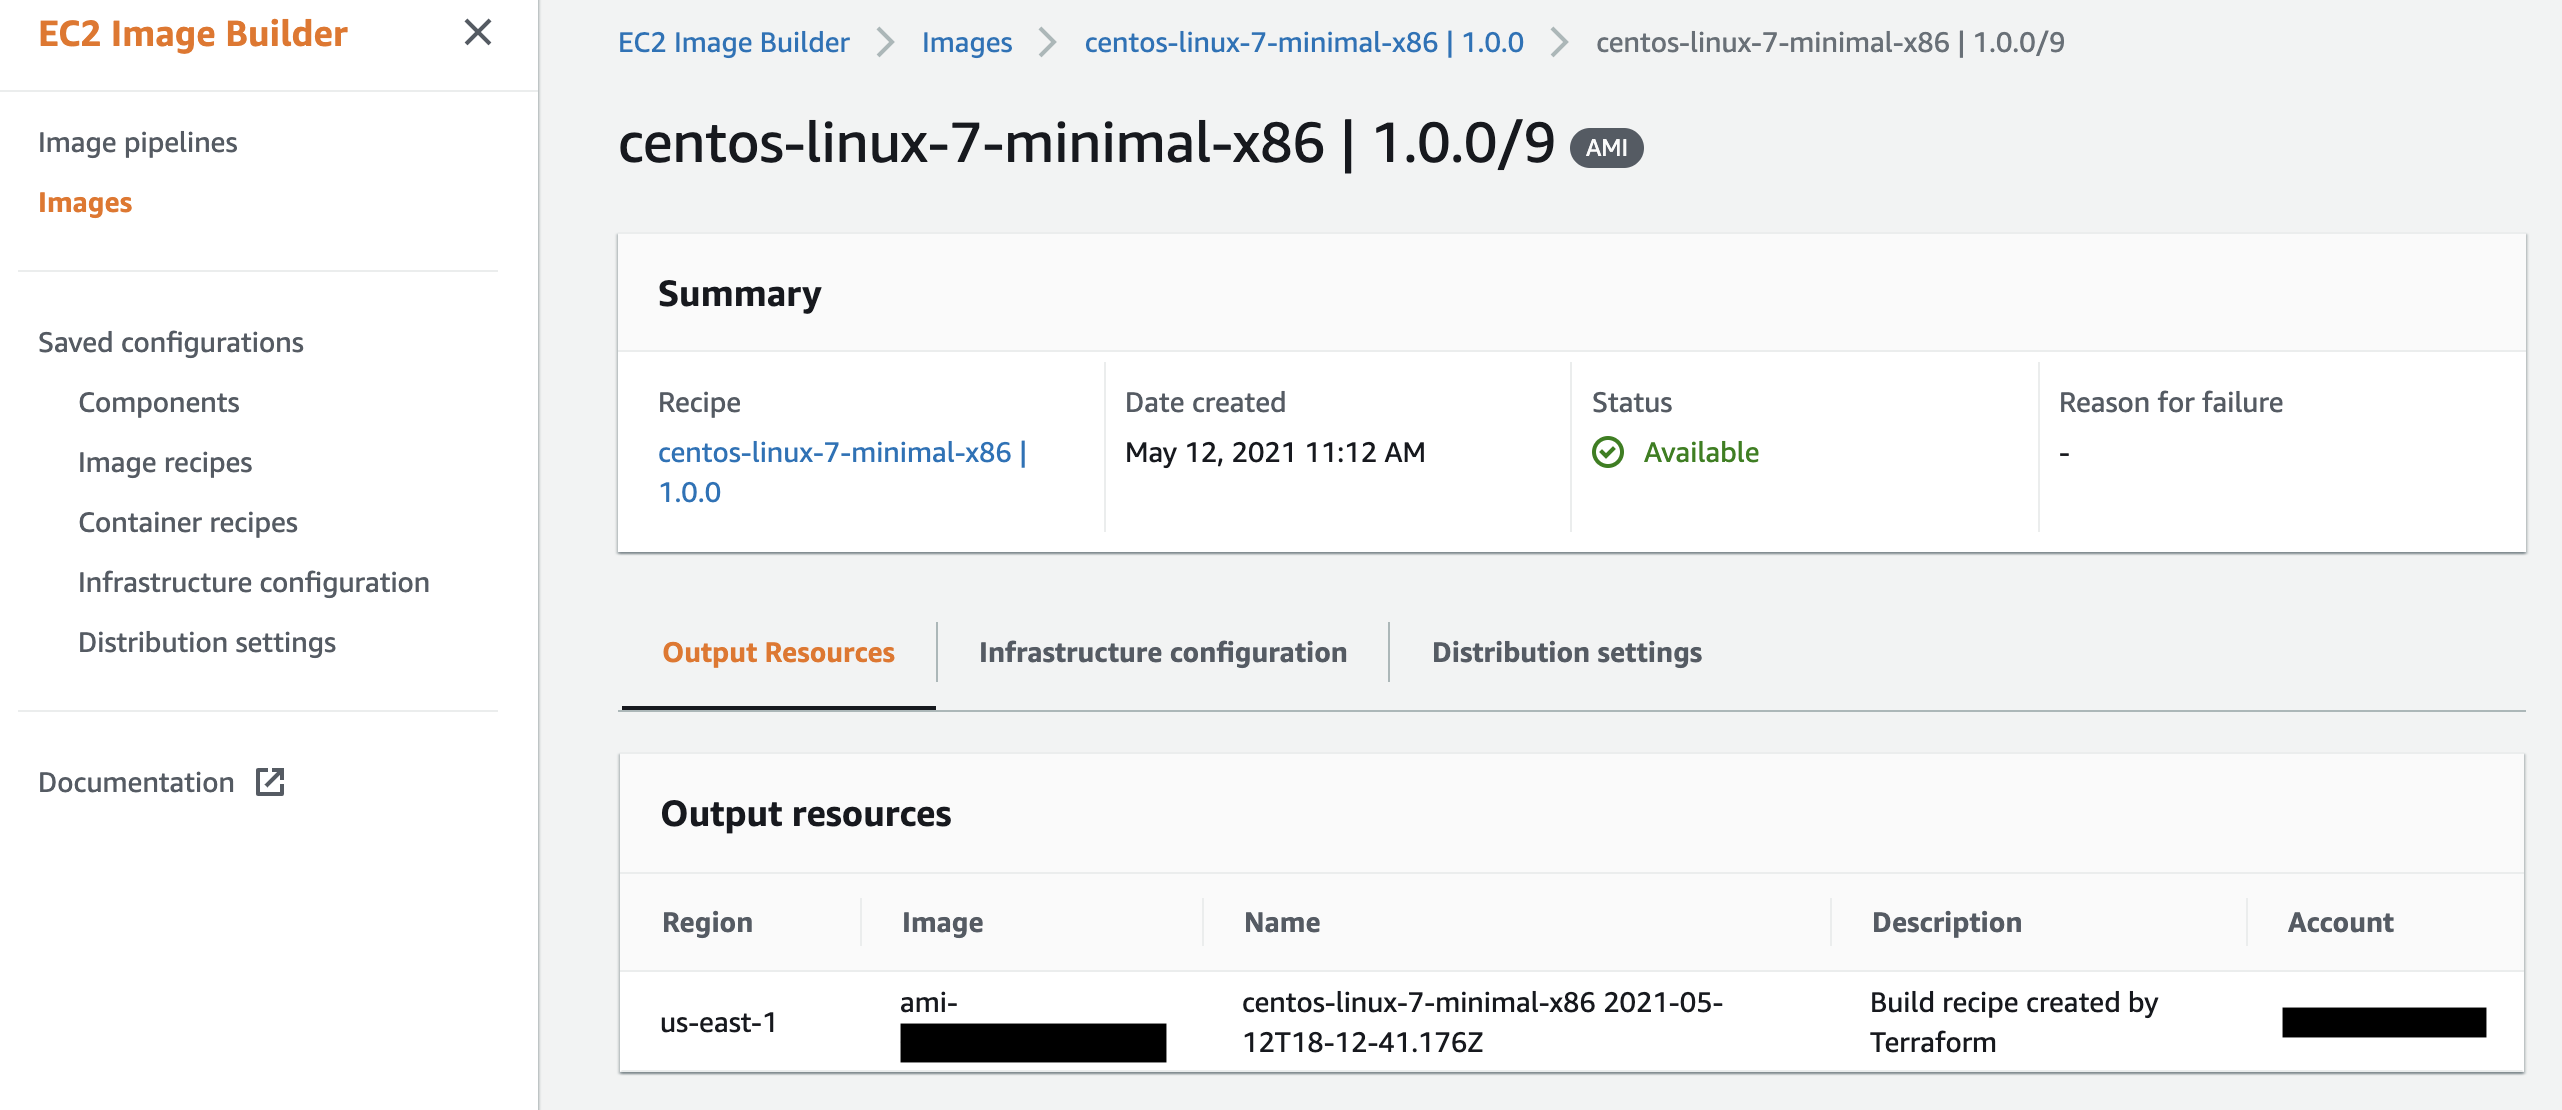 EC2 Image Builder
Image pipelines
Images
Saved configurations
Components
Image recipes
Container recipes
Infrastructure configuration
Distribution settings
Documentation
EC2 Image Builder > Images > centos-linux-7-minimal-x86 | 1.0.0 > centos-linux-7-minimal-x86 | 1.0.0/9
centos-linux-7-minimal-x86 | 1.0.0/9 AMI
Summary
Recipe
centos-linux-7-minimal-x86 |
1.0.0
Date created
May 12, 2021 11:12 AM
Status
Available
Reason for failure
-
Output Resources
Infrastructure configuration
Distribution settings
Output resources
Region Image Name Description Account
us-east-1
ami-
centos-linux-7-minimal-x86 2021-05-
12T18-12-41.176Z
Build recipe created by
Terraform